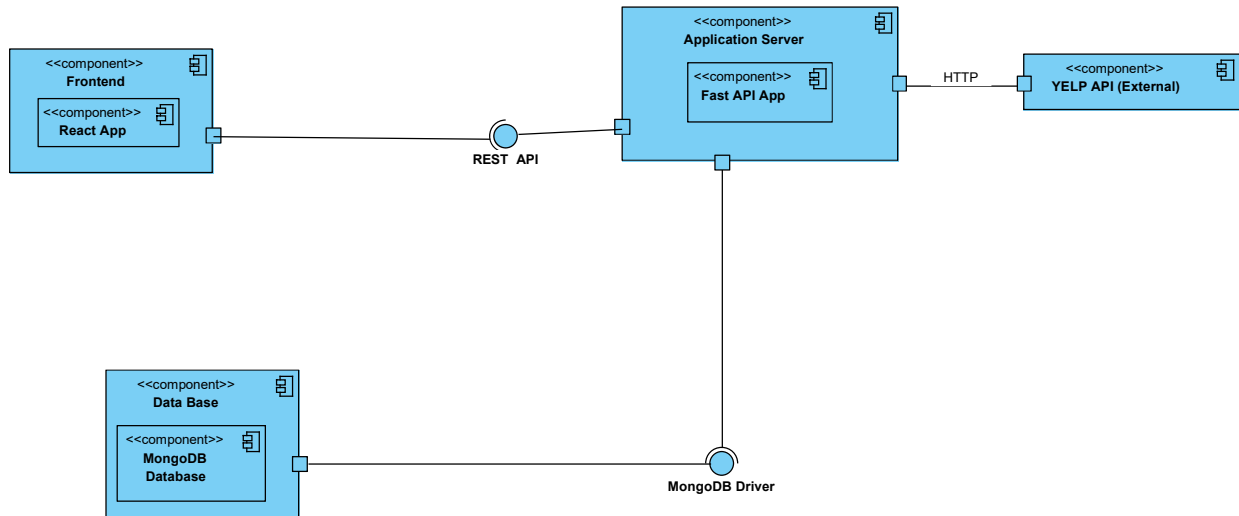 <<component>>
Frontend
<<component>>
React App
REST API
<<component>>
Application Server
<<component>>
Fast API App
HTTP
<<component>>
YELP API (External)
<<component>>
Data Base
<<component>>
MongoDB
Database
MongoDB Driver